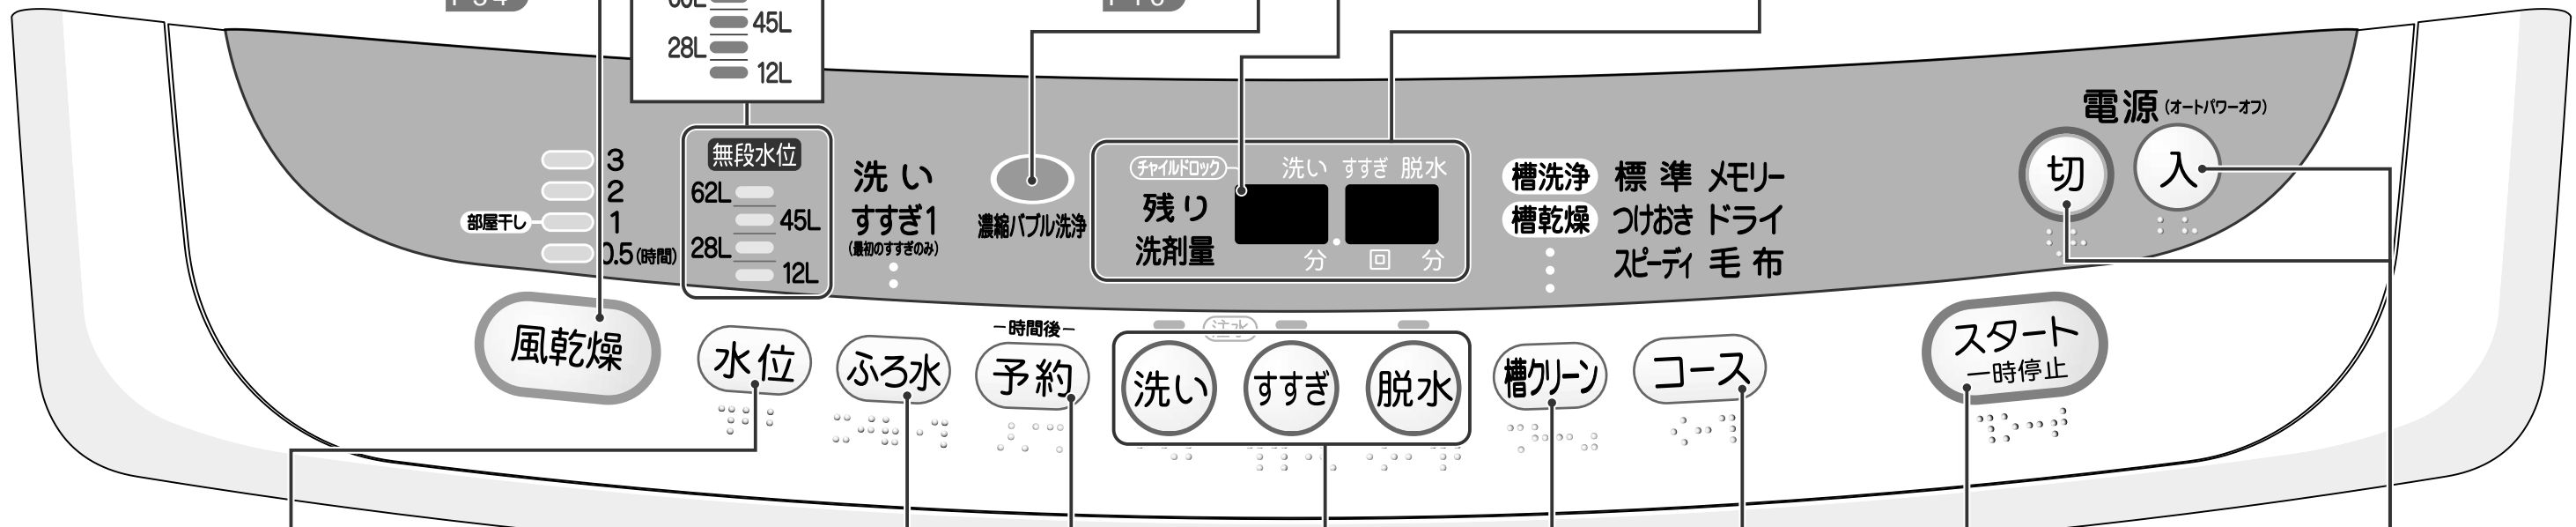 45L
28L
12L
電源(オートパワーオフ)
切
入
3
2
部屋干し
1
0.5(時間)
無段水位
62L
45L
28L
12L
洗い
すすぎ1
(最初のすすぎのみ)
濃縮バブル洗浄
チャイルドロック
洗い すすぎ 脱水
残り
洗剤量
分 回 分
槽洗浄 標準 メモリー
槽乾燥 つけおき ドライ
スピーディ 毛布
風乾燥
水位
ふろ水
時間後
予約
注水
洗い
すすぎ
脱水
槽クリーン
コース
スタート
一時停止